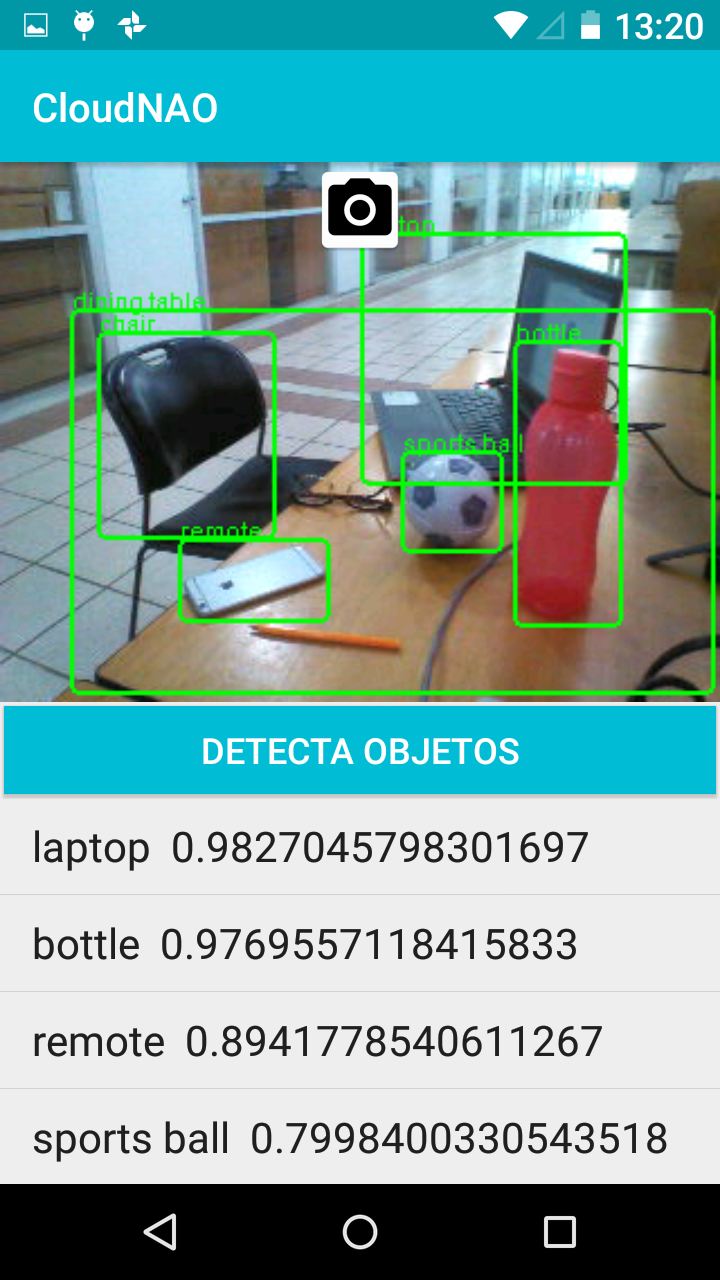 13:20
CloudNAO
top
dining table
chair
bottle
sports ball
remote
DETECTA OBJETOS
laptop 0.9827045798301697
bottle 0.9769557118415833
remote 0.8941778540611267
sports ball 0.7998400330543518